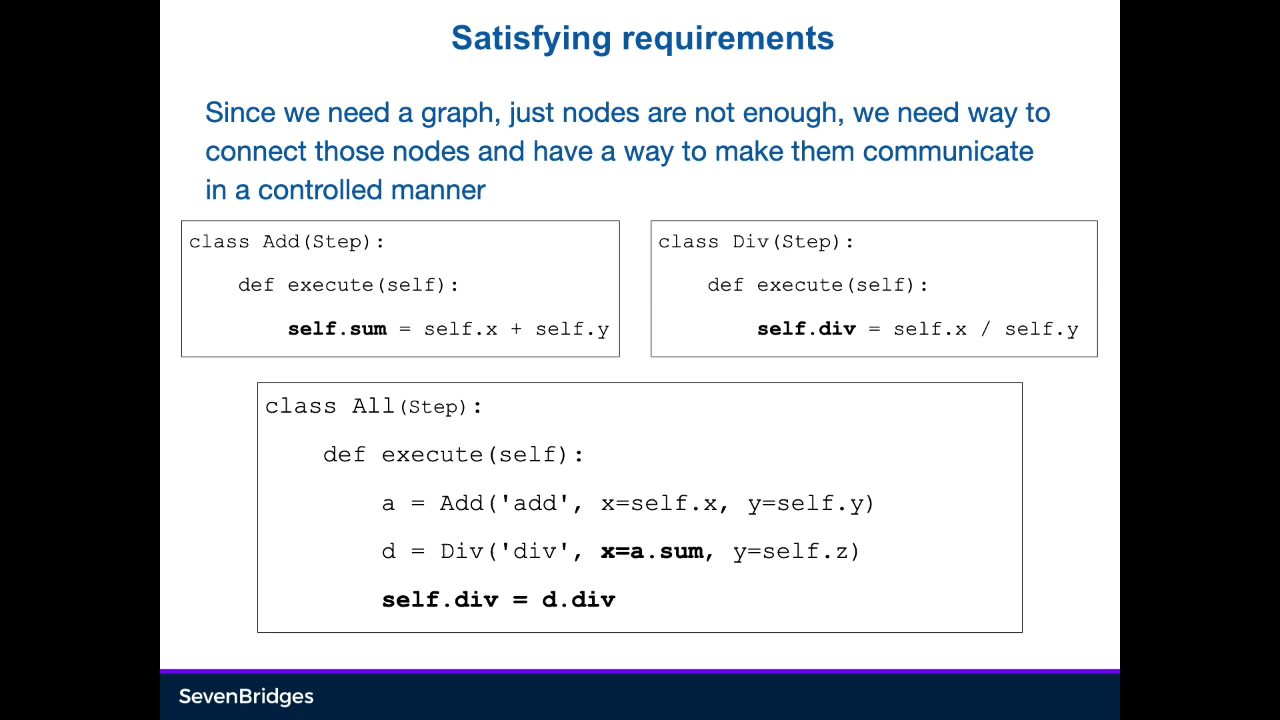 Satisfying requirements
Since we need a graph, just nodes are not enough, we need way to
connect those nodes and have a way to make them communicate
in a controlled manner
class Add(Step):
def execute(self):
self.sum = self.x + self.y
class Div(Step):
def execute(self):
self.div = self.x / self.y
class All(Step):
def execute(self):
a = Add('add', x=self.x, y=self.y)
d = Div('div', x=a.sum, y=self.z)
self.div = d.div
SevenBridges